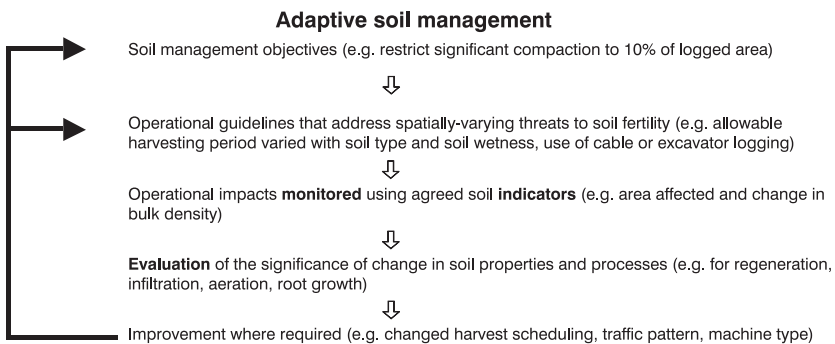 Adaptive soil management
Soil management objectives (e.g. restrict significant compaction to 10% of logged area)
Operational guidelines that address spatially-varying threats to soil fertility (e.g. allowable
harvesting period varied with soil type and soil wetness, use of cable or excavator logging)
Operational impacts monitored using agreed soil indicators (e.g. area affected and change in
bulk density)
Evaluation of the significance of change in soil properties and processes (e.g. for regeneration,
infiltration, aeration, root growth)
Improvement where required (e.g. changed harvest scheduling, traffic pattern, machine type)